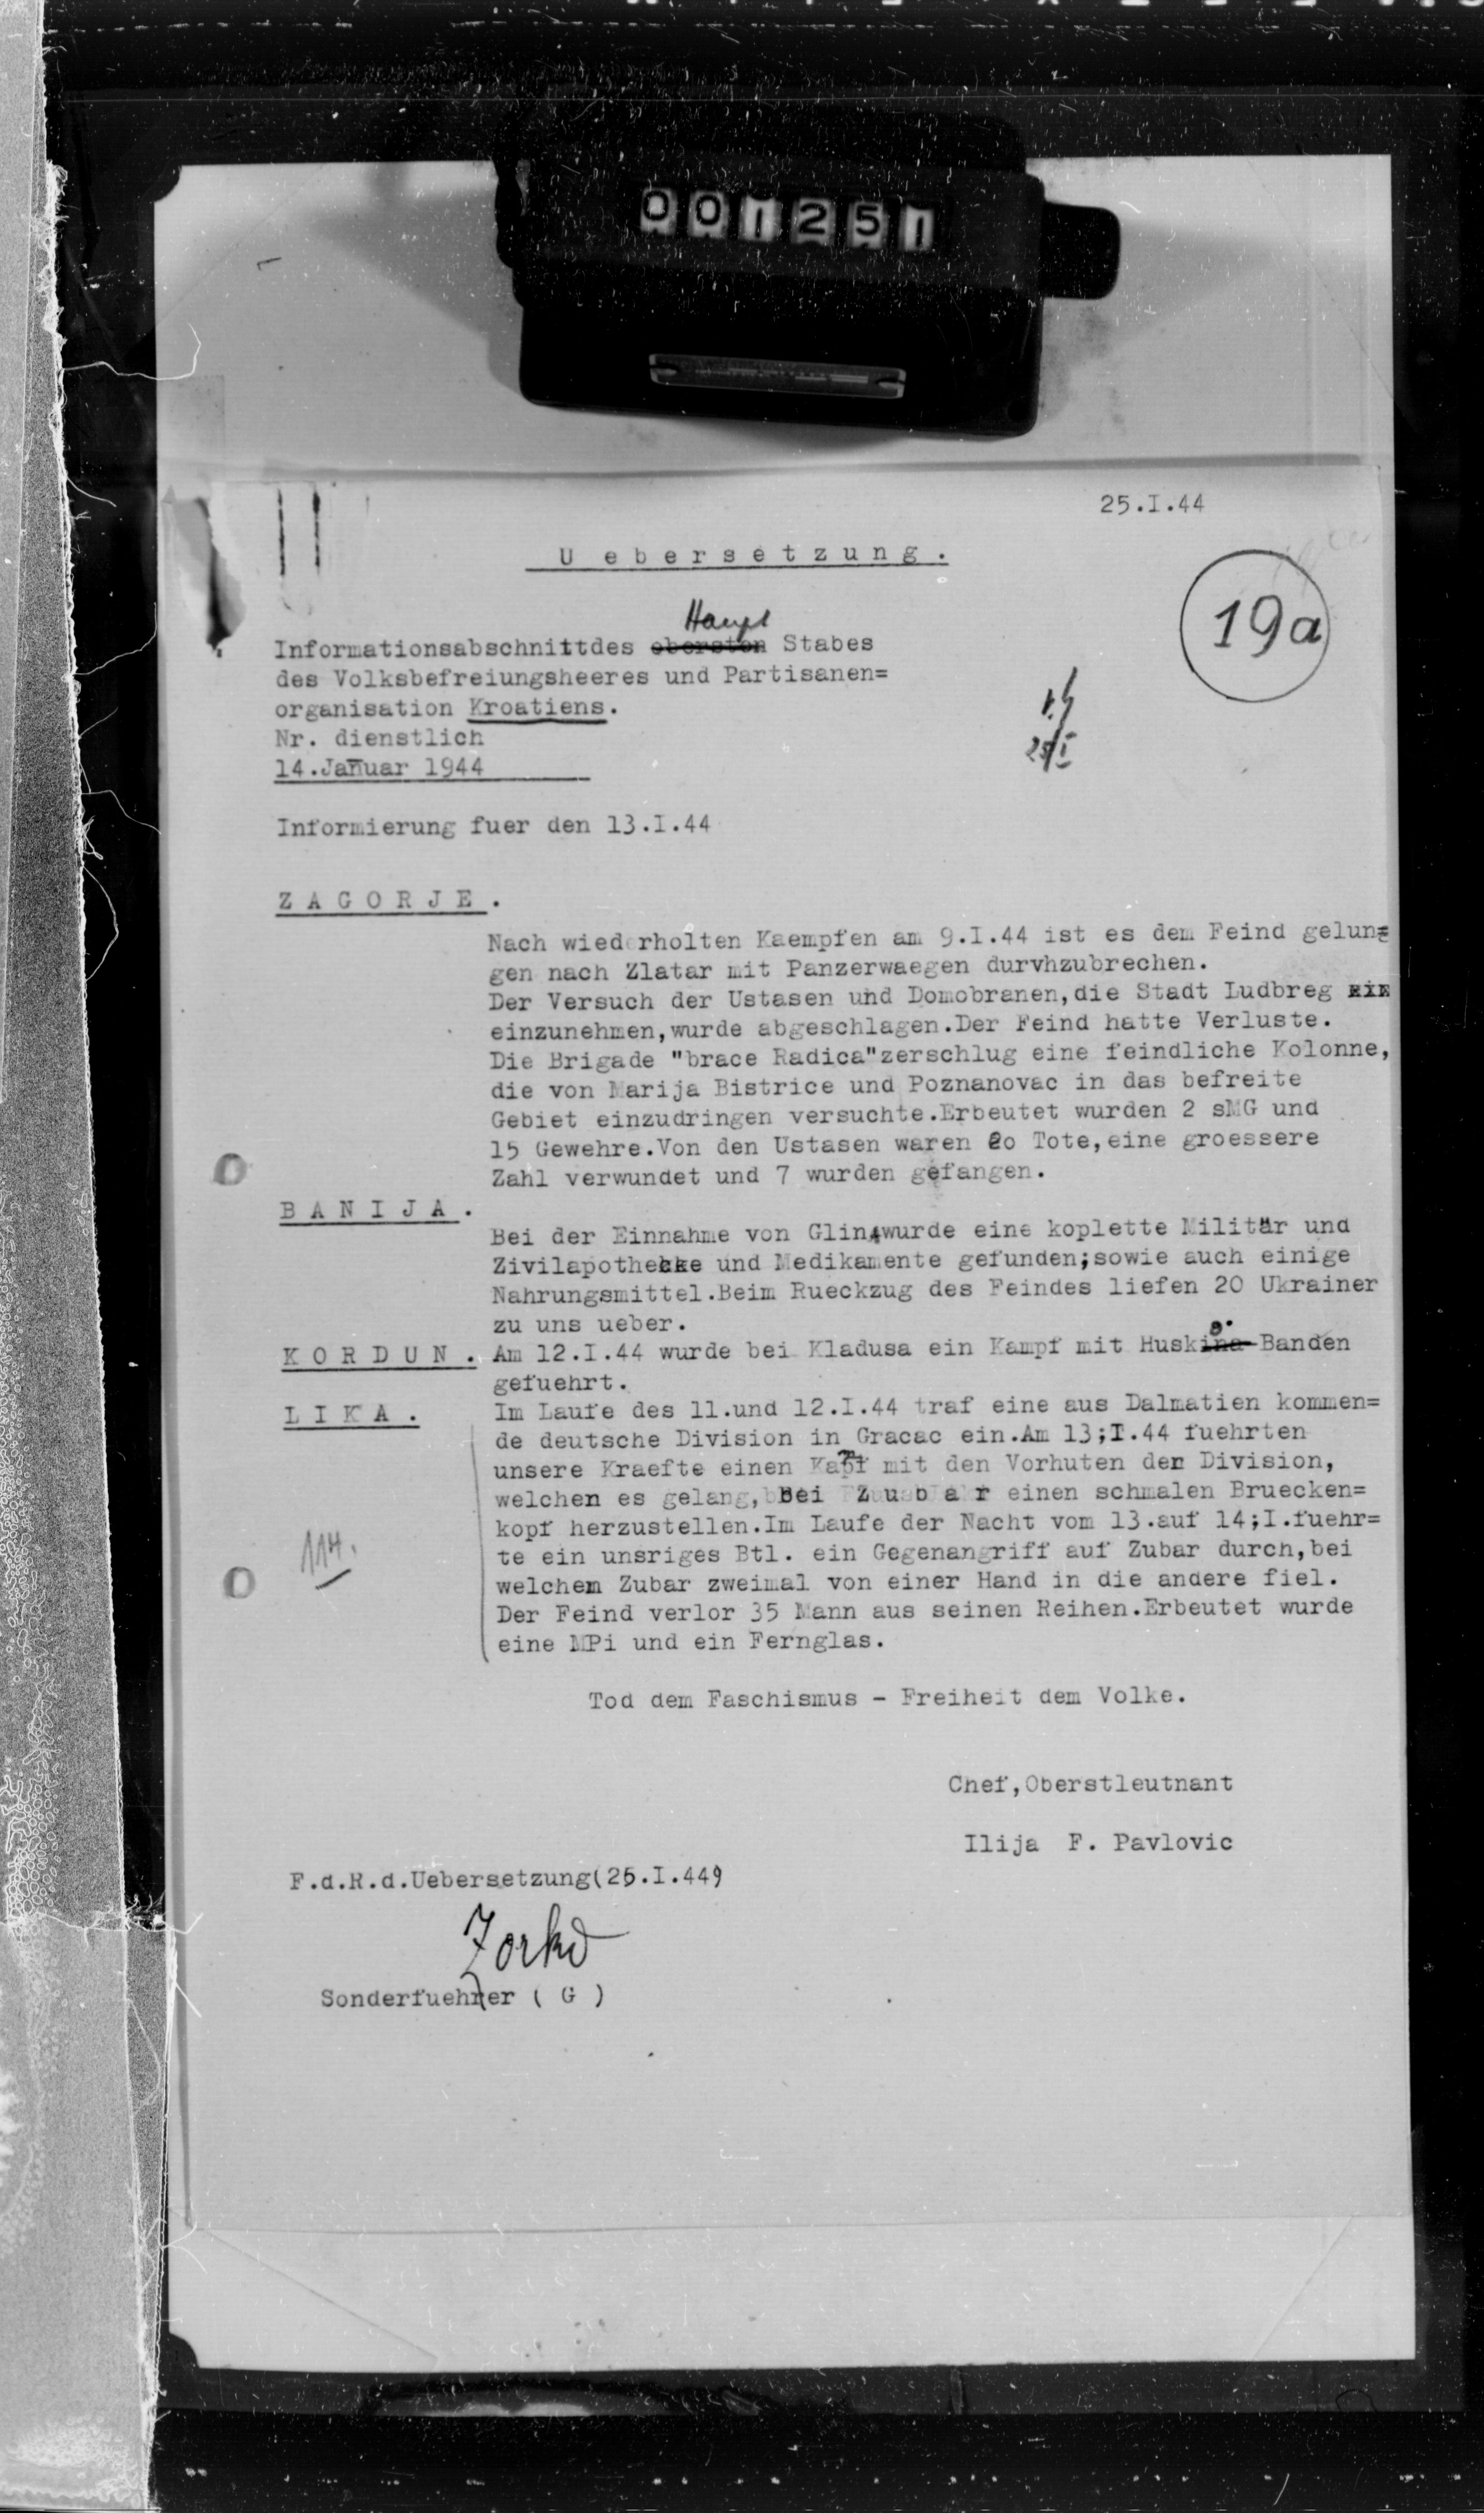 001251
25.I.44
U e b e r s e t z u n g .
Haupt
Informationsabschnittdes obersten Stabes
des Volksbefreiungsheeres und Partisanen=
organisation Kroatiens.
Nr. dienstlich
14.Januar 1944
19a
25/I
Informierung fuer den 13.I.44
Z A G O R J E .
Nach wiederholten Kaempfen am 9.I.44 ist es dem Feind gelun=
gen nach Zlatar mit Panzerwaegen durvhzubrechen.
Der Versuch der Ustasen und Domobranen,die Stadt Ludbreg
einzunehmen,wurde abgeschlagen.Der Feind hatte Verluste.
Die Brigade "brace Radica"zerschlug eine feindliche Kolonne,
die von Marija Bistrice und Poznanovac in das befreite
Gebiet einzudringen versuchte.Erbeutet wurden 2 sMG und
15 Gewehre.Von den Ustasen waren 2o Tote,eine groessere
Zahl verwundet und 7 wurden gefangen.
B A N I J A .
Bei der Einnahme von Glina wurde eine koplette Militär und
Zivilapotheke und Medikamente gefunden;sowie auch einige
Nahrungsmittel.Beim Rueckzug des Feindes liefen 20 Ukrainer
zu uns ueber.
K O R D U N . Am 12.I.44 wurde bei Kladusa ein Kampf mit Huskina Banden
gefuehrt.
L I K A .
Im Laufe des 11.und 12.I.44 traf eine aus Dalmatien kommen=
de deutsche Division in Gracac ein.Am 13;I.44 fuehrten
unsere Kraefte einen Kampf mit den Vorhuten der Division,
welchen es gelang, bei Z u b a r einen schmalen Bruecken=
kopf herzustellen.Im Laufe der Nacht vom 13.auf 14;I.fuehr=
te ein unsriges Btl. ein Gegenangriff auf Zubar durch,bei
welchem Zubar zweimal von einer Hand in die andere fiel.
Der Feind verlor 35 Mann aus seinen Reihen.Erbeutet wurde
eine MPi und ein Fernglas.
114.
Tod dem Faschismus - Freiheit dem Volke.
Chef,Oberstleutnant
Ilija F. Pavlovic
F.d.R.d.Uebersetzung(25.I.44)
Zorko
Sonderfuehrer ( G )